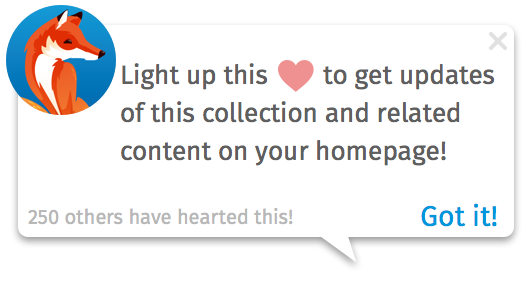 Light up this to get updates
of this collection and related
content on your homepage!
250 others have hearted this!
Got it!